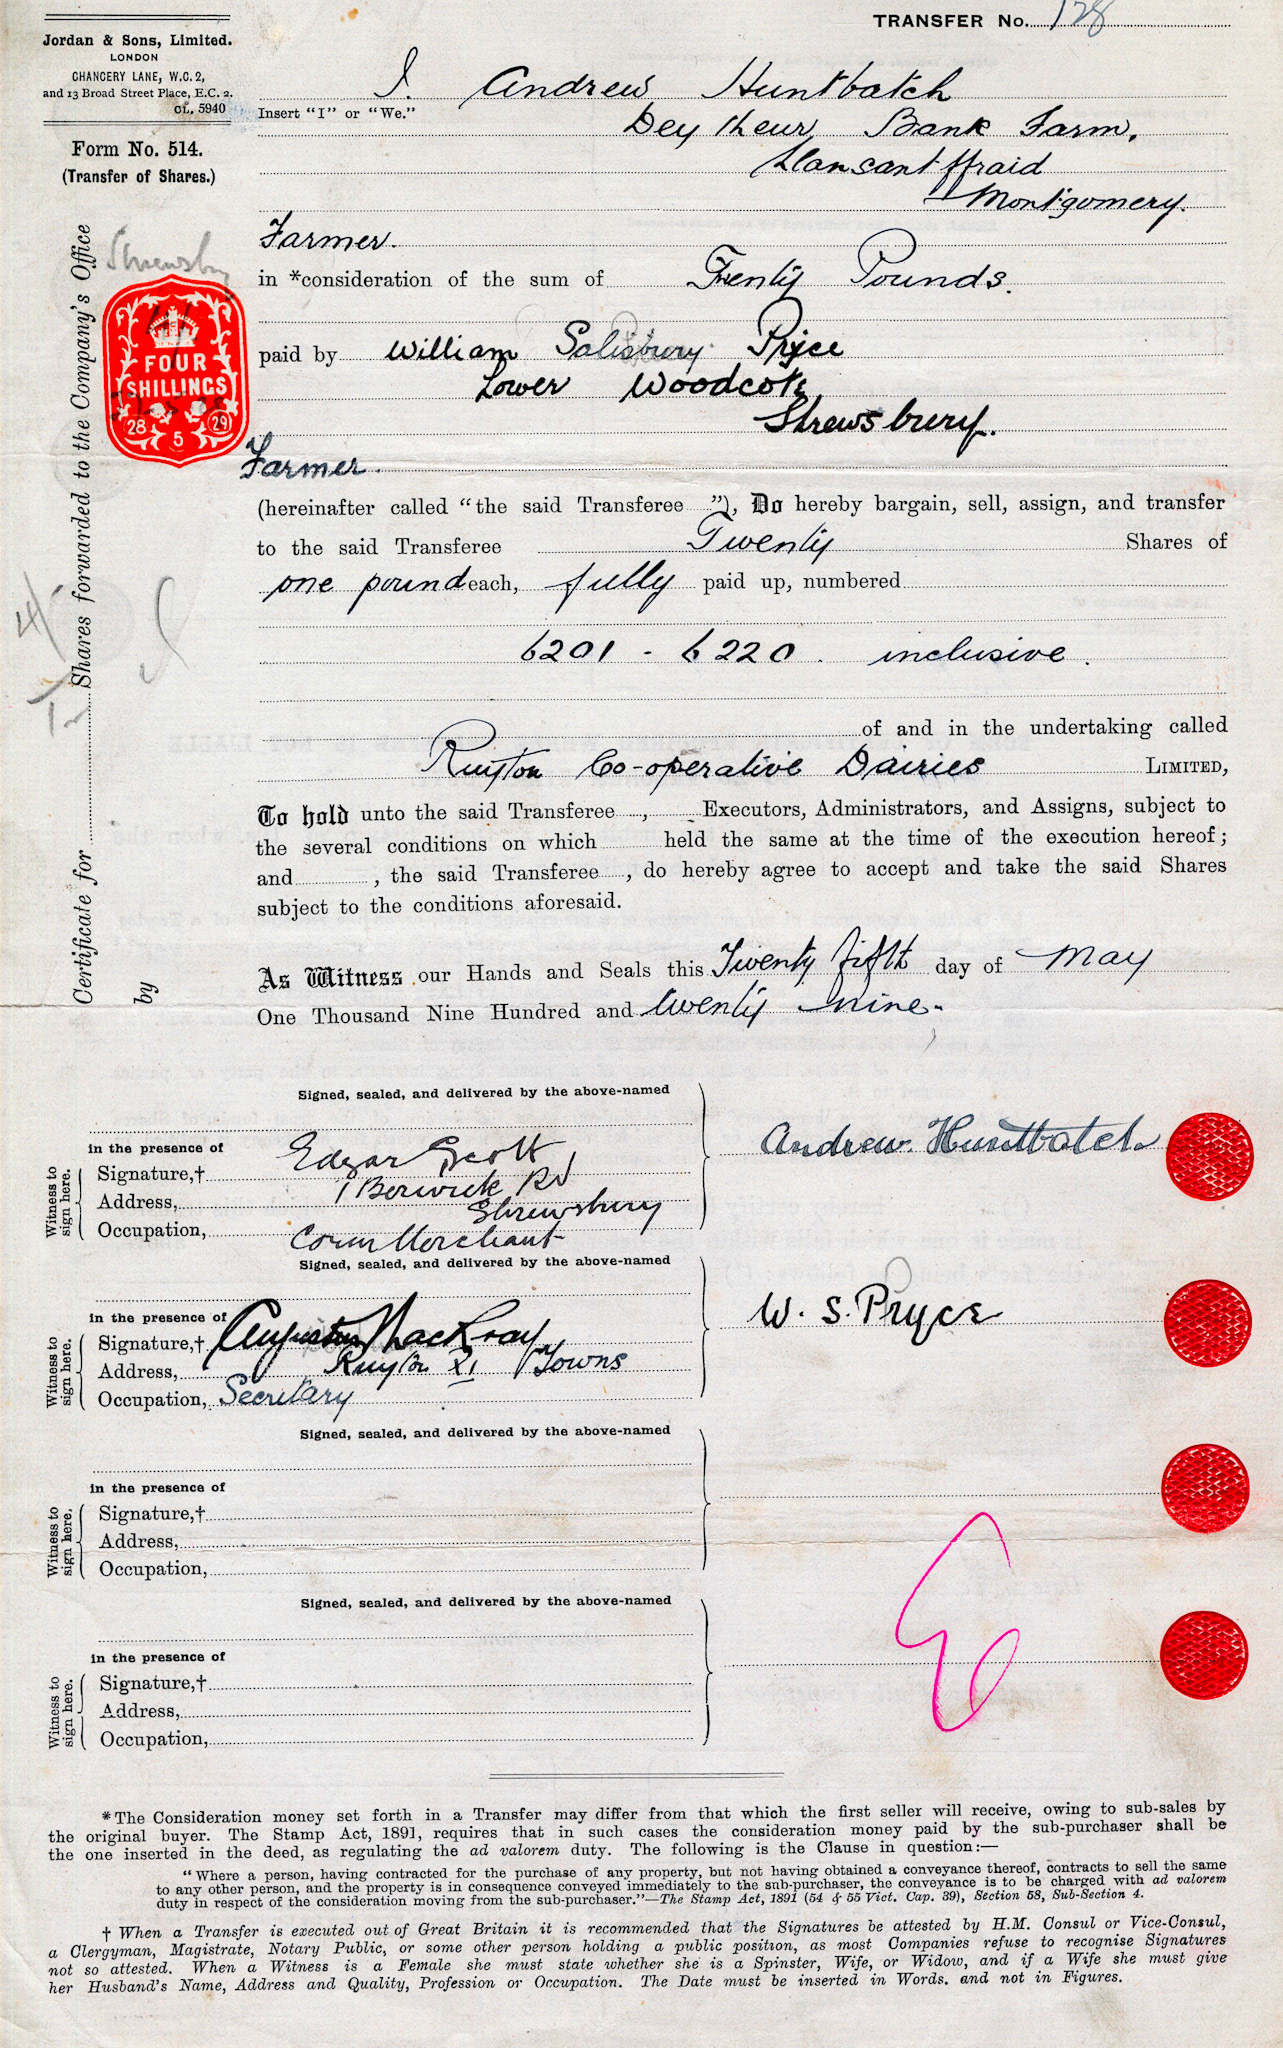 TRANSFER No. 128
Jordan & Sons, Limited.
LONDON
CHANCERY LANE, W.C. 2,
and 13 Broad Street Place, E.C. 2.
CL. 5940
Form No. 514.
(Transfer of Shares.)
I. Andrew Huntbatch
Insert "I" or "We."
Deytheur Bank Farm,
Llansantffraid
Montgomery.
Farmer.
in *consideration of the sum of Twenty Pounds.
paid by William Salisbury Pryce
Lower Woodcote
Shrewsbury.
Farmer.
(hereinafter called "the said Transferee "), Do hereby bargain, sell, assign, and transfer
to the said Transferee Twenty Shares of
one pound each, fully paid up, numbered
6201 - 6220. inclusive.
of and in the undertaking called
Ruyton Co-operative Dairies LIMITED,
To hold unto the said Transferee , Executors, Administrators, and Assigns, subject to
the several conditions on which held the same at the time of the execution hereof;
and , the said Transferee , do hereby agree to accept and take the said Shares
subject to the conditions aforesaid.
As Witness our Hands and Seals this Twenty fifth day of May
One Thousand Nine Hundred and twenty nine.
Certificate for Shares forwarded to the Company's Office
by
Shrewsbury
FOUR
SHILLINGS
28 5 29
Signed, sealed, and delivered by the above-named
in the presence of
Witness to
sign here.
Signature,† Edgar Scott
Address, 1 Berwick Rd
Shrewsbury
Occupation, Corn Merchant
Andrew Huntbatch
Signed, sealed, and delivered by the above-named
in the presence of
Witness to
sign here.
Signature,† Augustus MacKray
Address, Ruyton XI Towns
Occupation, Secretary
W. S. Pryce
Signed, sealed, and delivered by the above-named
in the presence of
Witness to
sign here.
Signature,†
Address,
Occupation,
Signed, sealed, and delivered by the above-named
in the presence of
Witness to
sign here.
Signature,†
Address,
Occupation,
*The Consideration money set forth in a Transfer may differ from that which the first seller will receive, owing to sub-sales by
the original buyer. The Stamp Act, 1891, requires that in such cases the consideration money paid by the sub-purchaser shall be
the one inserted in the deed, as regulating the ad valorem duty. The following is the Clause in question:—
"Where a person, having contracted for the purchase of any property, but not having obtained a conveyance thereof, contracts to sell the same
to any other person, and the property is in consequence conveyed immediately to the sub-purchaser, the conveyance is to be charged with ad valorem
duty in respect of the consideration moving from the sub-purchaser."—The Stamp Act, 1891 (54 & 55 Vict. Cap. 39), Section 58, Sub-Section 4.
† When a Transfer is executed out of Great Britain it is recommended that the Signatures be attested by H.M. Consul or Vice-Consul,
a Clergyman, Magistrate, Notary Public, or some other person holding a public position, as most Companies refuse to recognise Signatures
not so attested. When a Witness is a Female she must state whether she is a Spinster, Wife, or Widow, and if a Wife she must give
her Husband's Name, Address and Quality, Profession or Occupation. The Date must be inserted in Words. and not in Figures.